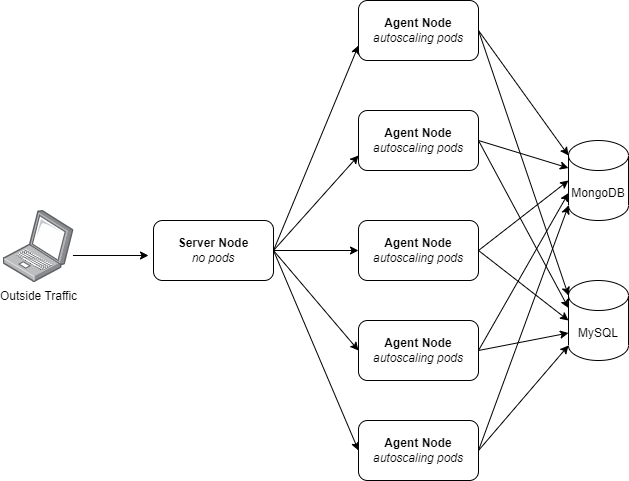 Agent Node
autoscaling pods
Agent Node
autoscaling pods
Server Node
no pods
Outside Traffic
Agent Node
autoscaling pods
Agent Node
autoscaling pods
Agent Node
autoscaling pods
MongoDB
MySQL